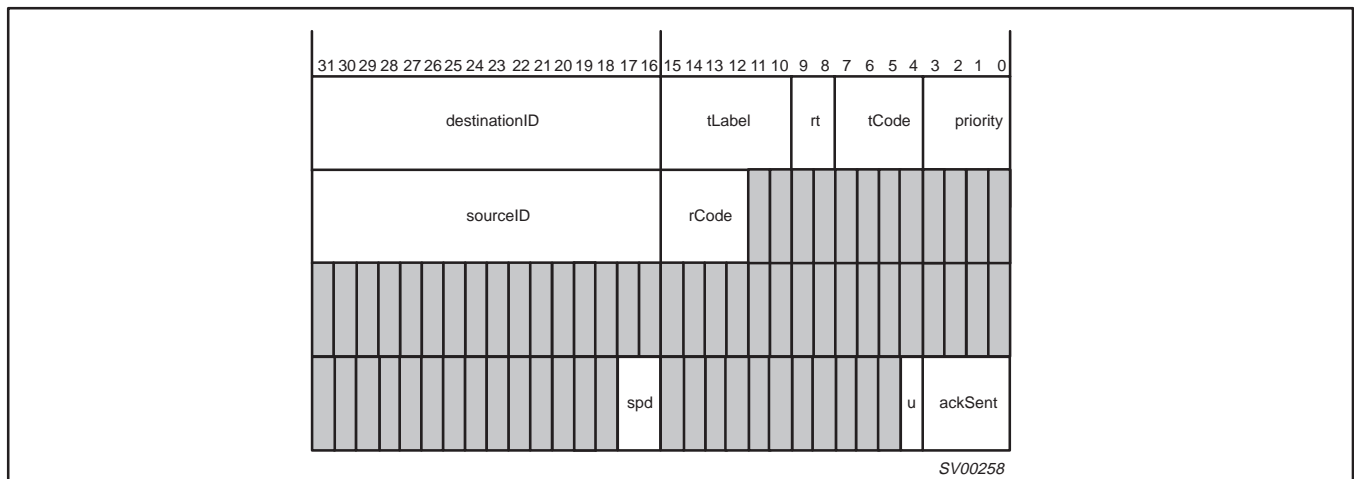 31 30 29 28 27 26 25 24 23 22 21 20 19 18 17 16 15 14 13 12 11 10 9 8 7 6 5 4 3 2 1 0
destinationID tLabel rt tCode priority
sourceID rCode
spd u ackSent
SV00258